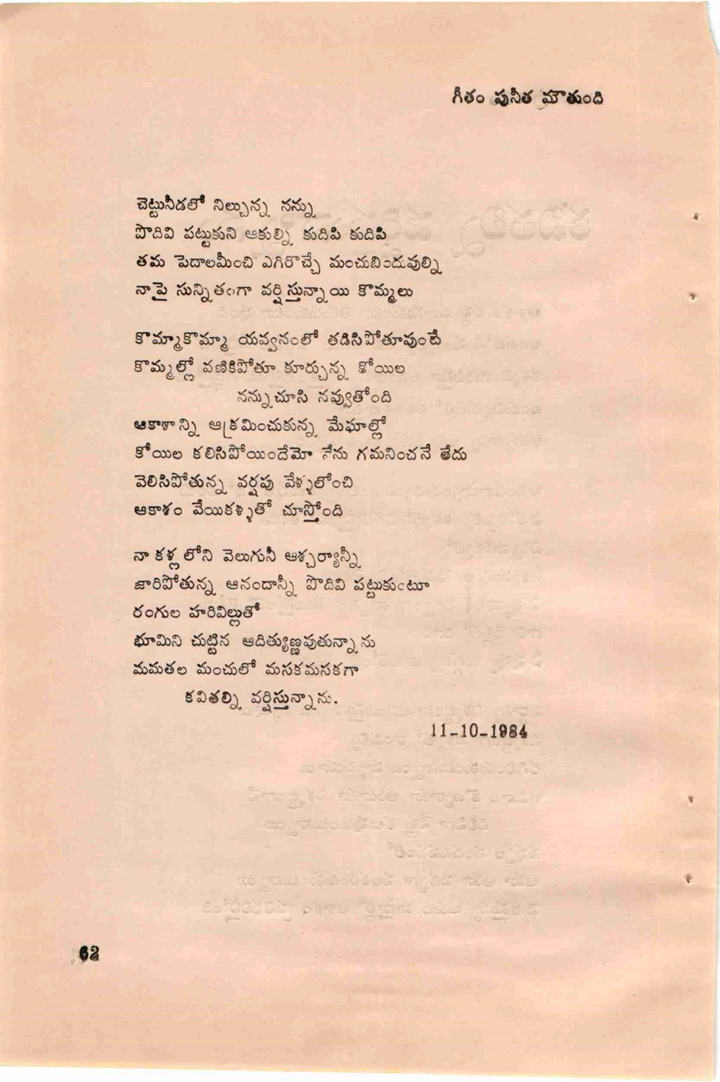 గీతం పునీత మౌతుంది
చెట్టునీడలో నిల్చున్న నన్ను
పొదివి పట్టుకుని ఆకుల్ని కుదిపి కుదిపి
తమ పెదాలమీంచి ఎగిరొచ్చే మంచుబిందువుల్ని
నాపై సున్నితంగా వర్షిస్తున్నాయి కొమ్మలు
కొమ్మాకొమ్మా యవ్వనంలో తడిసిపోతూవుంటే
కొమ్మల్లో వణికిపోతూ కూర్చున్న కోయిల
నన్నుచూసి నవ్వుతోంది
ఆకాశాన్ని ఆక్రమించుకున్న మేఘాల్లో
కోయిల కలిసిపోయిందేమో నేను గమనించనే లేదు
వెలిసిపోతున్న వర్షపు వేళ్ళలోంచి
ఆకాశం వేయికళ్ళతో చూస్తోంది
నా కళ్లలోని వెలుగునీ ఆశ్చర్యాన్నీ
జారిపోతున్న ఆనందాన్నీ పొదివి పట్టుకుంటూ
రంగుల హరివిల్లుతో
భూమిని చుట్టిన ఆదిత్యుణ్ణవుతున్నాను
మమతల మంచులో మసకమసకగా
కవితల్ని వర్షిస్తున్నాను.
11-10-1984
62